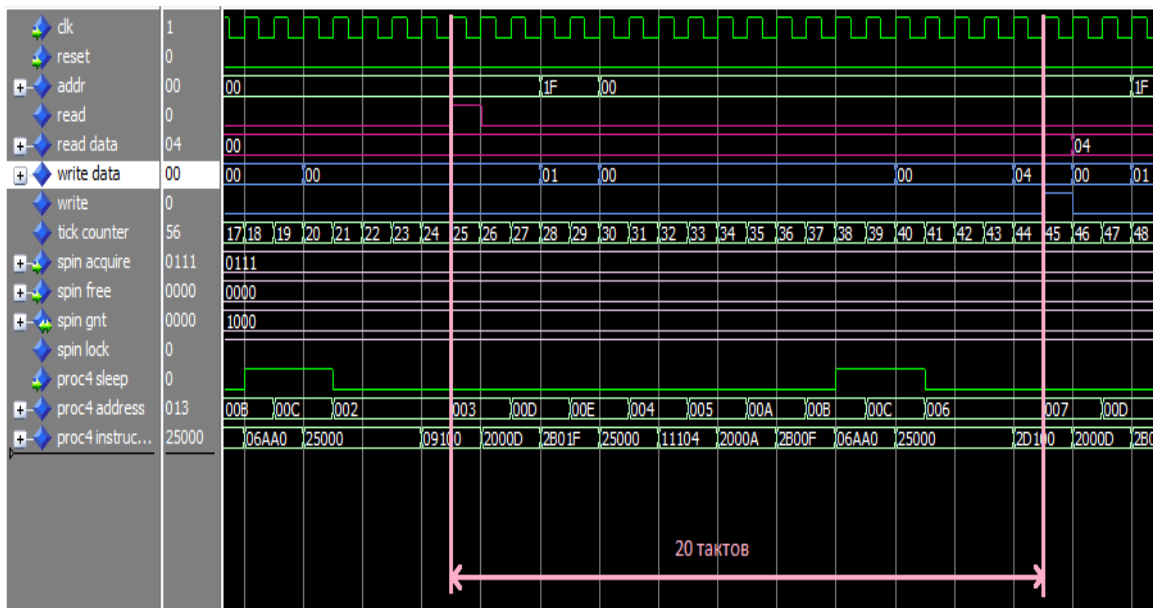 clk 1
reset 0
addr 00 00 1F 00 1F
read 0
read data 04 00 04
write data 00 00 00 01 00 00 04 00 01
write 0
tick counter 56 17 18 19 20 21 22 23 24 25 26 27 28 29 30 31 32 33 34 35 36 37 38 39 40 41 42 43 44 45 46 47 48
spin acquire 0111 0111
spin free 0000 0000
spin gnt 0000 1000
spin lock 0
proc4 sleep 0
proc4 address 013 00B 00C 002 003 00D 00E 004 005 00A 00B 00C 006 007 00D
proc4 instruc... 25000 06AA0 25000 09100 2000D 2B01F 25000 11104 2000A 2B00F 06AA0 25000 2D100 2000D 2B0
20 тактов